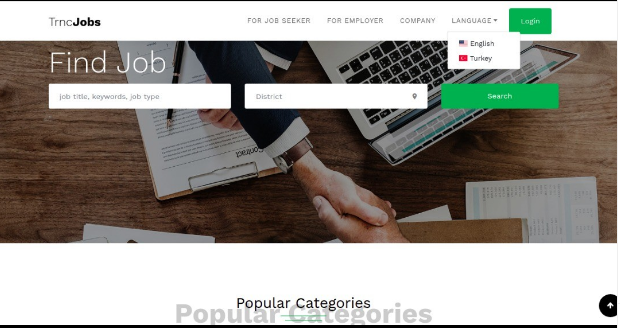 TrncJobs
FOR JOB SEEKER
FOR EMPLOYER
COMPANY
LANGUAGE
Login
English
Turkey
Find Job
job title, keywords, job type
District
Search
Popular Categories
Popular Categories